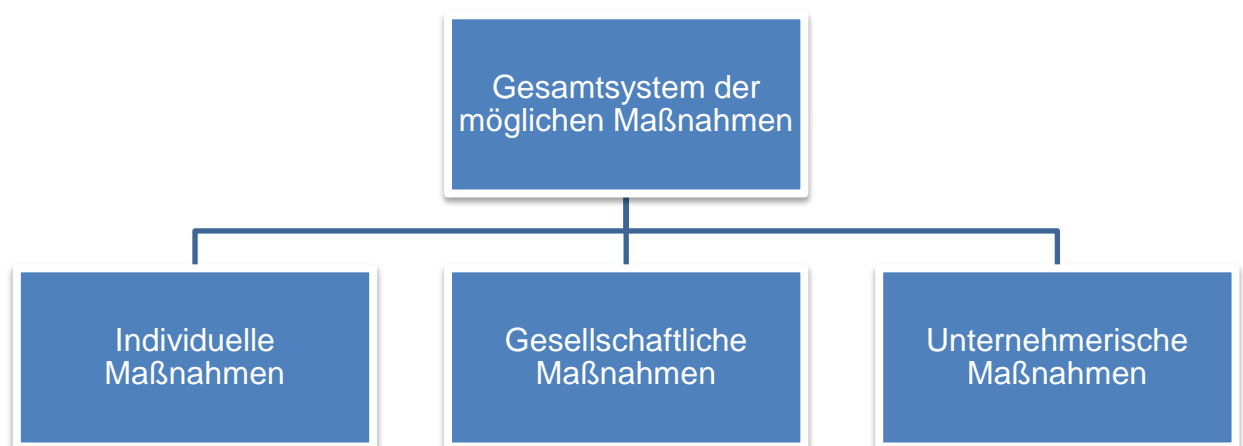 Gesamtsystem der
möglichen Maßnahmen
Individuelle
Maßnahmen
Gesellschaftliche
Maßnahmen
Unternehmerische
Maßnahmen